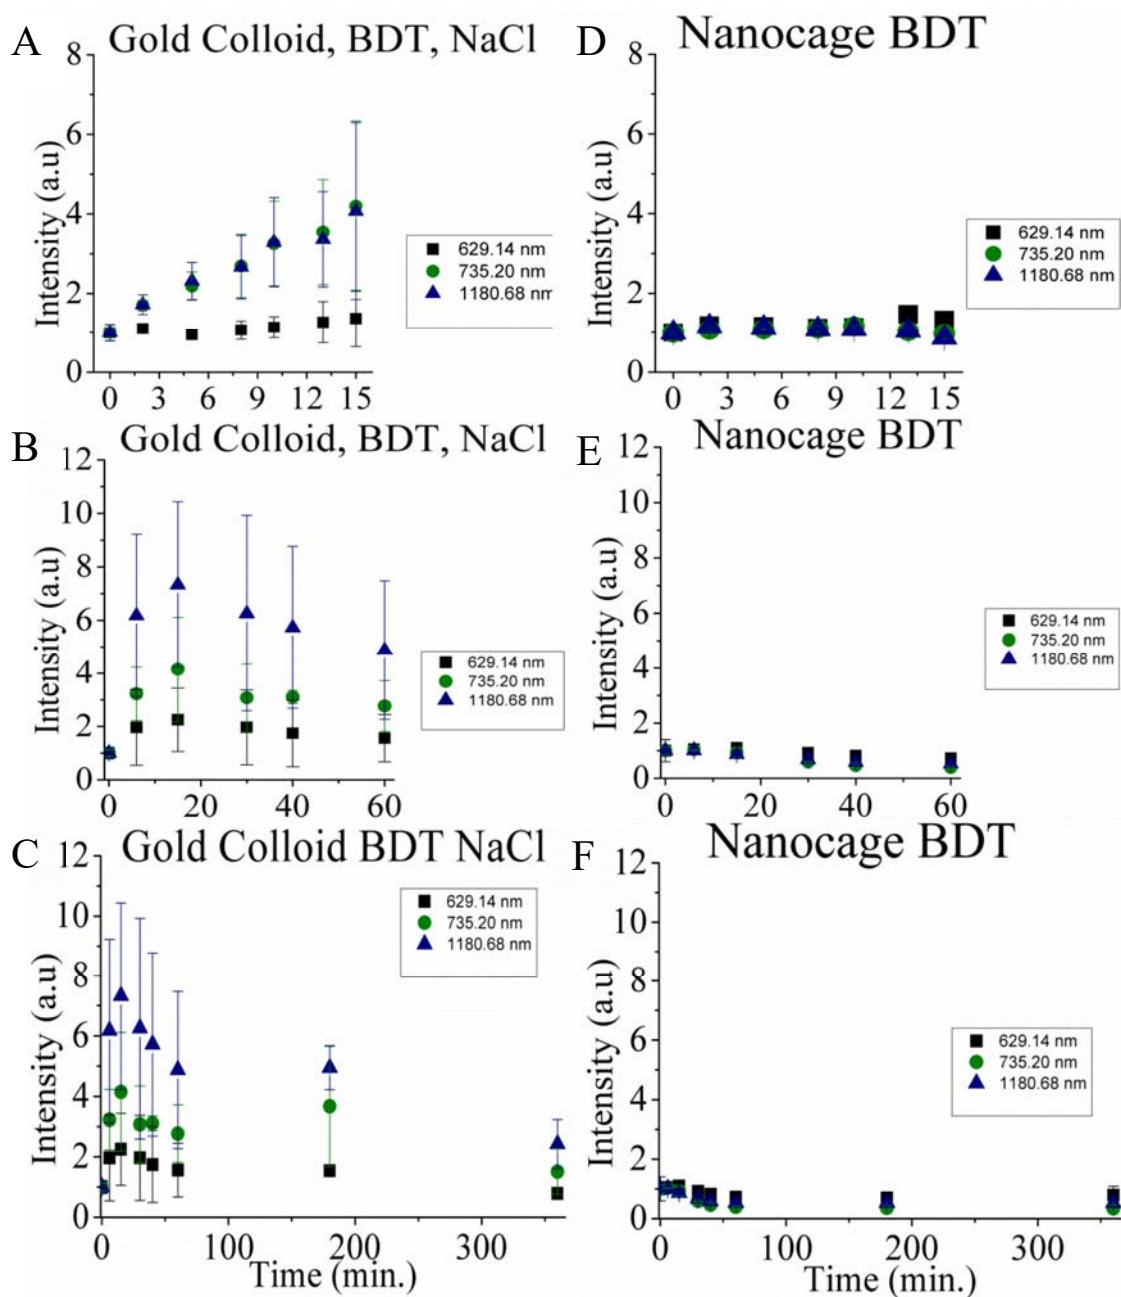 A
Gold Colloid, BDT, NaCl
Intensity (a.u)
8
6
4
2
0
0 3 6 9 12 15
629.14 nm
735.20 nm
1180.68 nm
D
Nanocage BDT
Intensity (a.u)
8
6
4
2
0
0 3 6 9 12 15
629.14 nm
735.20 nm
1180.68 nm
B
Gold Colloid, BDT, NaCl
Intensity (a.u)
12
10
8
6
4
2
0
0 20 40 60
629.14 nm
735.20 nm
1180.68 nm
E
Nanocage BDT
Intensity (a.u)
12
10
8
6
4
2
0
0 20 40 60
629.14 nm
735.20 nm
1180.68 nm
C
Gold Colloid BDT NaCl
Intensity (a.u)
12
10
8
6
4
2
0
0 100 200 300
Time (min.)
629.14 nm
735.20 nm
1180.68 nm
F
Nanocage BDT
Intensity (a.u)
12
10
8
6
4
2
0
0 100 200 300
Time (min.)
629.14 nm
735.20 nm
1180.68 nm